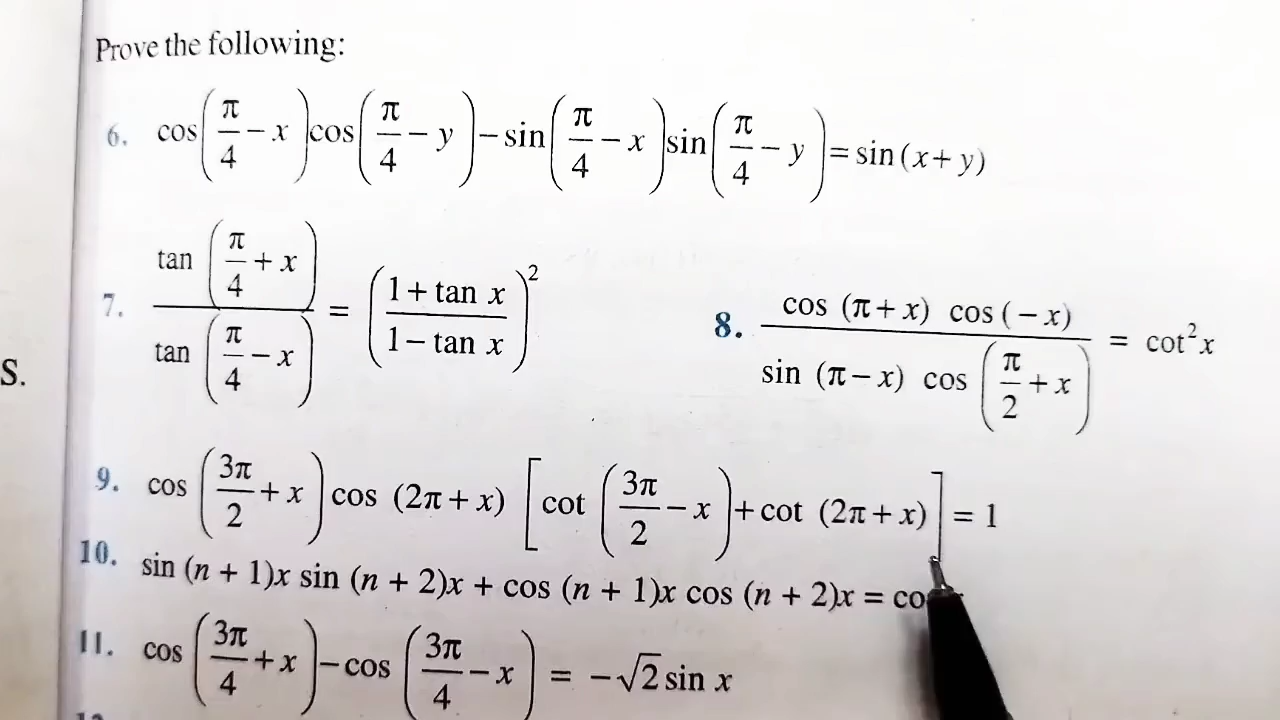 Prove the following:
6. cos(π/4 − x)cos(π/4 − y) − sin(π/4 − x)sin(π/4 − y) = sin (x + y)
7. tan (π/4 + x) / tan (π/4 − x) = ((1 + tan x) / (1 − tan x))²
8. cos (π + x) cos (− x) / sin (π − x) cos (π/2 + x) = cot² x
S.
9. cos (3π/2 + x) cos (2π + x) [cot (3π/2 − x) + cot (2π + x)] = 1
10. sin (n + 1)x sin (n + 2)x + cos (n + 1)x cos (n + 2)x = co
11. cos (3π/4 + x) − cos (3π/4 − x) = −√2 sin x